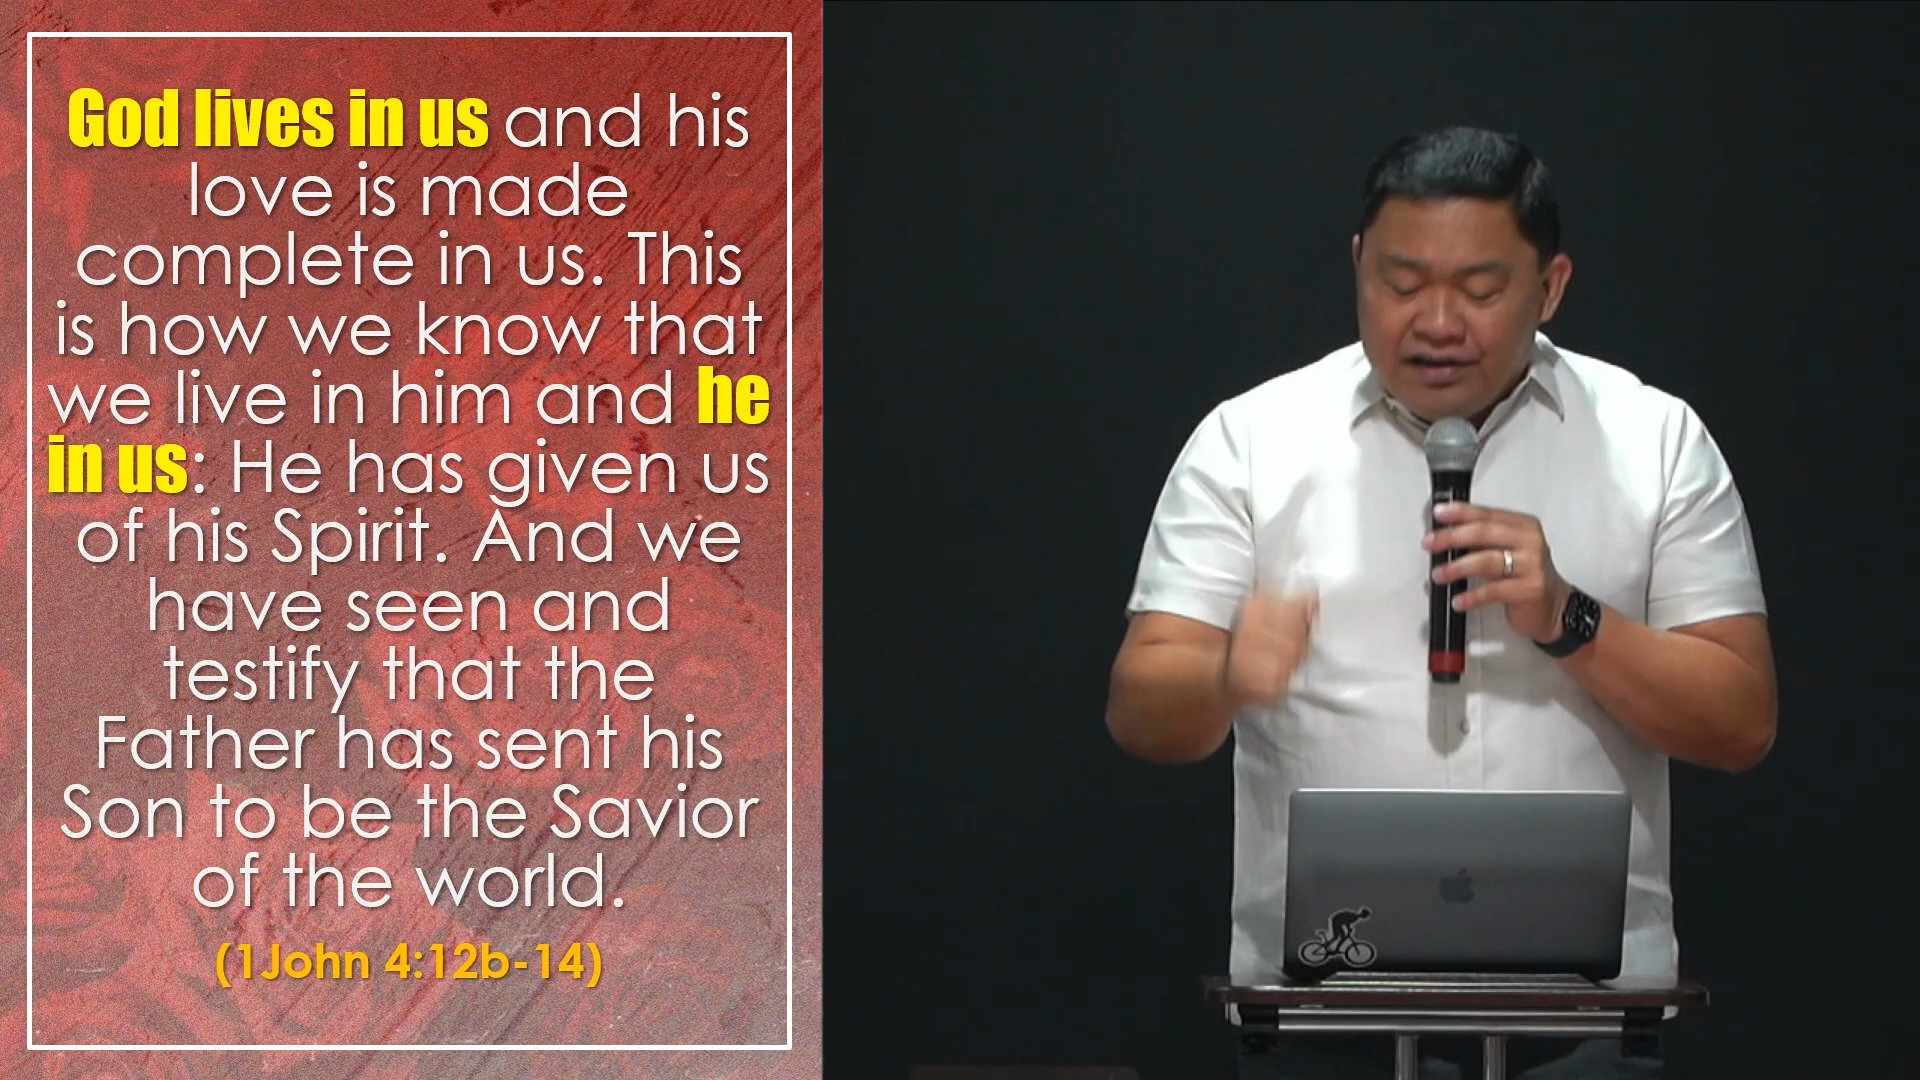 God lives in us and his
love is made
complete in us. This
is how we know that
we live in him and he
in us: He has given us
of his Spirit. And we
have seen and
testify that the
Father has sent his
Son to be the Savior
of the world.
(1John 4:12b-14)